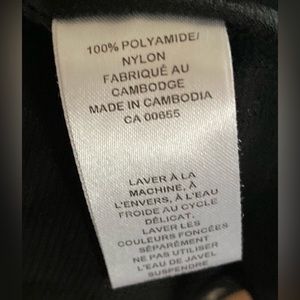 100% POLYAMIDE/
NYLON
FABRIQUÉ AU
CAMBODGE
MADE IN CAMBODIA
CA 00655
LAVER À LA
MACHINE, À
L'ENVERS, À L'EAU
FROIDE AU CYCLE
DÉLICAT.
LAVER LES
COULEURS FONCÉES
SÉPARÉMENT
NE PAS UTILISER
L'EAU DE JAVEL
SUSPENDRE